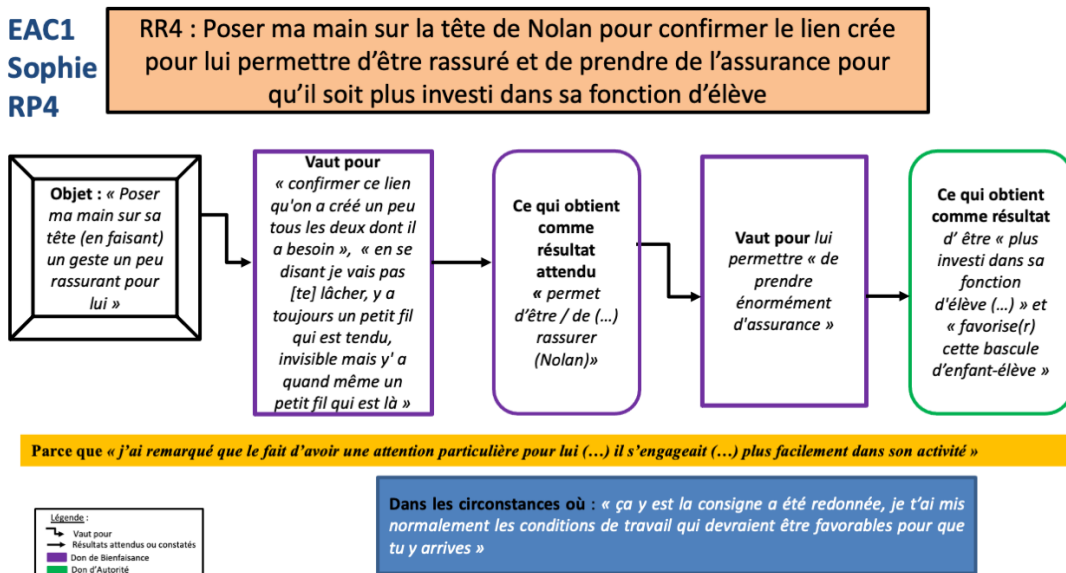 EAC1
Sophie
RP4
RR4 : Poser ma main sur la tête de Nolan pour confirmer le lien crée
pour lui permettre d'être rassuré et de prendre de l'assurance pour
qu'il soit plus investi dans sa fonction d'élève
Objet : « Poser
ma main sur sa
tête (en faisant)
un geste un peu
rassurant pour
lui »
Vaut pour
« confirmer ce lien
qu'on a créé un peu
tous les deux dont il
a besoin », « en se
disant je vais pas
[te] lâcher, y a
toujours un petit fil
qui est tendu,
invisible mais y' a
quand même un
petit fil qui est là »
Ce qui obtient
comme
résultat
attendu
« permet
d'être / de (...)
rassurer
(Nolan)»
Vaut pour lui
permettre « de
prendre
énormément
d'assurance »
Ce qui obtient
comme résultat
d' être « plus
investi dans sa
fonction
d'élève (...) » et
« favorise(r)
cette bascule
d'enfant-élève »
Parce que « j'ai remarqué que le fait d'avoir une attention particulière pour lui (...) il s'engageait (...) plus facilement dans son activité »
Dans les circonstances où : « ça y est la consigne a été redonnée, je t'ai mis
normalement les conditions de travail qui devraient être favorables pour que
tu y arrives »
Légende :
Vaut pour
Résultats attendus ou constatés
Don de Bienfaisance
Don d'Autorité